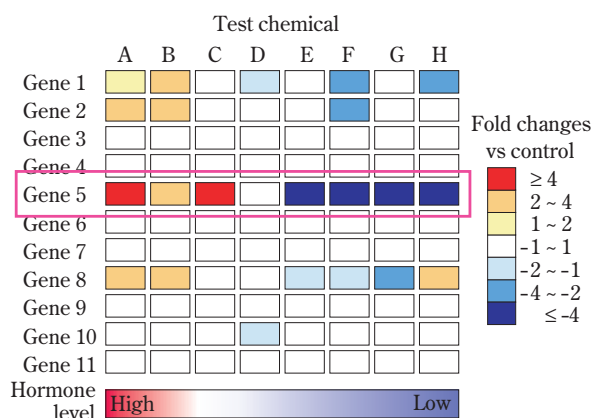 Test chemical
A B C D E F G H
Gene 1
Gene 2
Gene 3
Gene 4
Gene 5
Gene 6
Gene 7
Gene 8
Gene 9
Gene 10
Gene 11
Hormone
level
High Low
Fold changes
vs control
≥ 4
2 ~ 4
1 ~ 2
-1 ~ 1
-2 ~ -1
-4 ~ -2
≤ -4